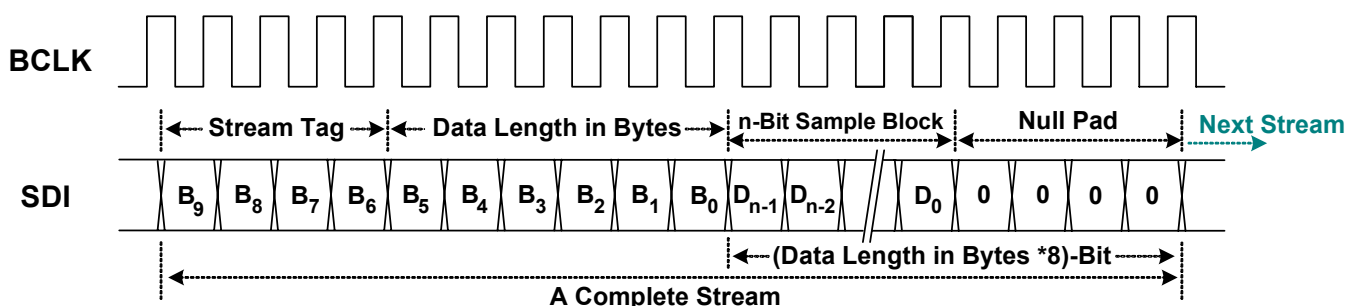 BCLK
Stream Tag
Data Length in Bytes
n-Bit Sample Block
Null Pad
Next Stream
SDI
B9 B8 B7 B6 B5 B4 B3 B2 B1 B0 Dn-1 Dn-2 D0 0 0 0 0
(Data Length in Bytes *8)-Bit
A Complete Stream